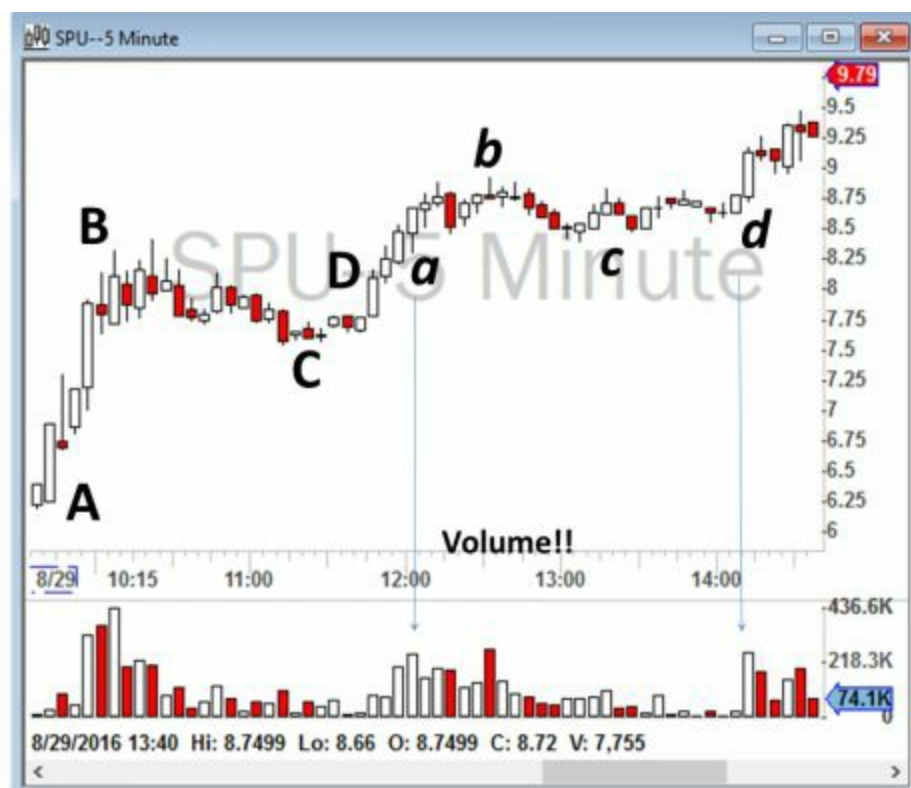 SPU--5 Minute
9.79
9.5
9.25
9
8.75
8.5
8.25
8
7.75
7.5
7.25
7
6.75
6.5
6.25
6
SPU--5 Minute
A
B
C
D
a
b
c
d
Volume!!
8/29 10:15 11:00 12:00 13:00 14:00
436.6K
218.3K
74.1K
0
8/29/2016 13:40 Hi: 8.7499 Lo: 8.66 O: 8.7499 C: 8.72 V: 7,755